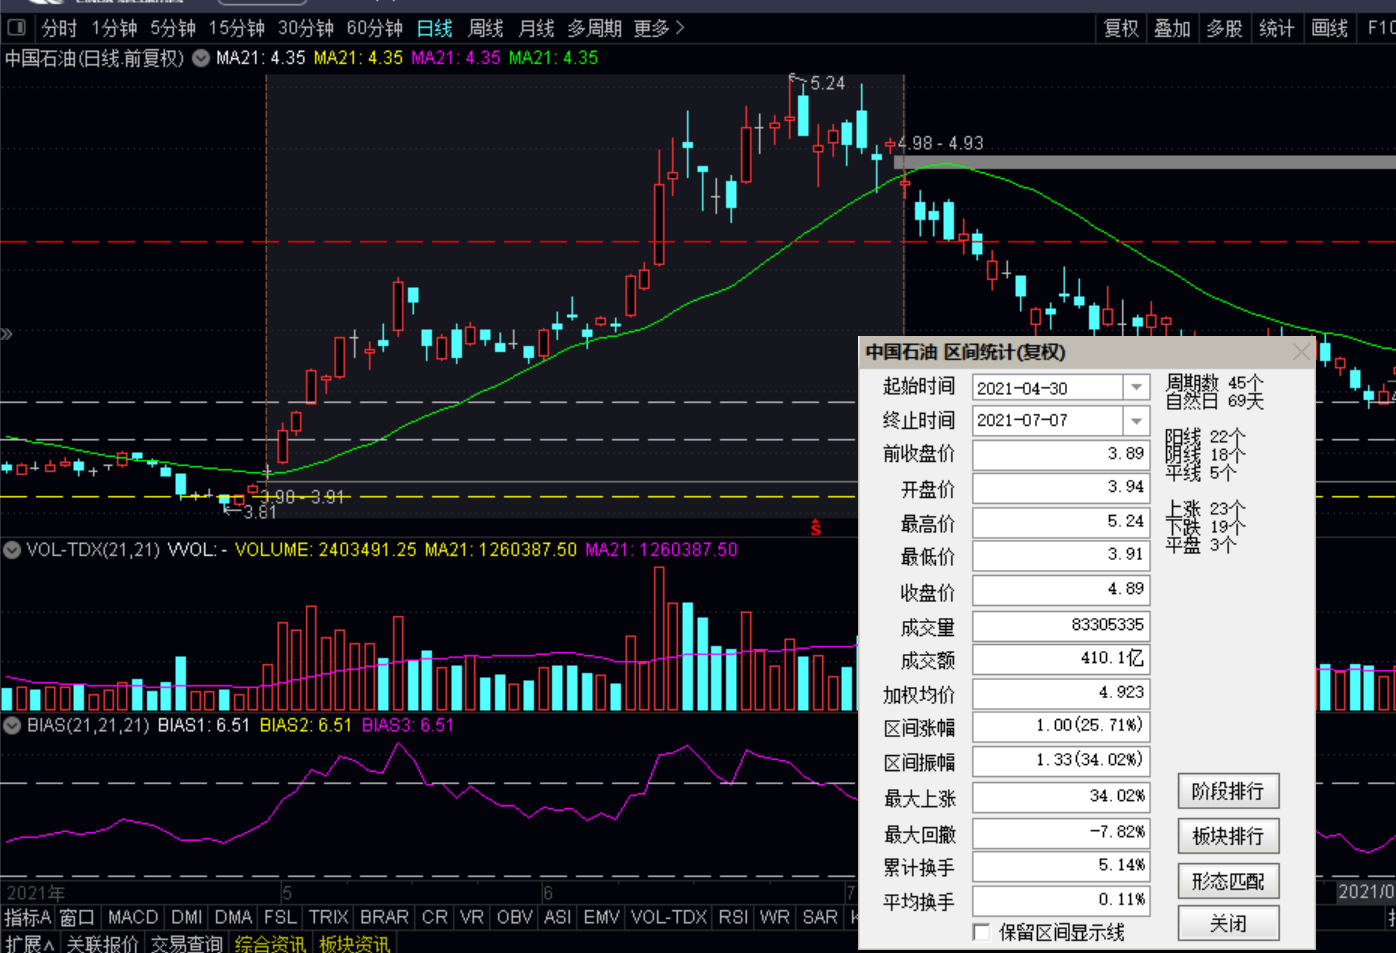 分时 1分钟 5分钟 15分钟 30分钟 60分钟 日线 周线 月线 多周期 更多 复权 叠加 多股 统计 画线 F10
中国石油(日线.前复权) MA21: 4.35 MA21: 4.35 MA21: 4.35 MA21: 4.35
5.24
4.98 - 4.93
3.90 - 3.91
3.81
S
VOL-TDX(21,21) VVOL: - VOLUME: 2403491.25 MA21: 1260387.50 MA21: 1260387.50
BIAS(21,21,21) BIAS1: 6.51 BIAS2: 6.51 BIAS3: 6.51
2021年 5 6 7 2021/0
指标A 窗口 MACD DMI DMA FSL TRIX BRAR CR VR OBV ASI EMV VOL-TDX RSI WR SAR K
扩展∧ 关联报价 交易查询 综合资讯 板块资讯
中国石油 区间统计(复权)
起始时间 2021-04-30
终止时间 2021-07-07
前收盘价 3.89
开盘价 3.94
最高价 5.24
最低价 3.91
收盘价 4.89
成交量 83305335
成交额 410.1亿
加权均价 4.923
区间涨幅 1.00(25.71%)
区间振幅 1.33(34.02%)
最大上涨 34.02%
最大回撤 -7.82%
累计换手 5.14%
平均换手 0.11%
保留区间显示线
周期数 45个
自然日 69天
阳线 22个
阴线 18个
平线 5个
上涨 23个
下跌 19个
平盘 3个
阶段排行
板块排行
形态匹配
关闭